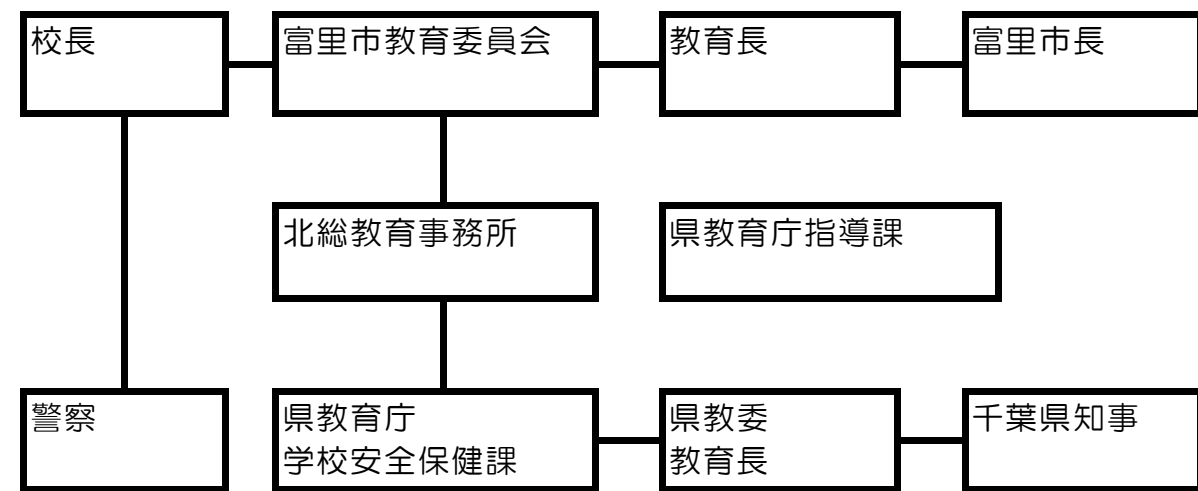 校長
富里市教育委員会
教育長
富里市長
北総教育事務所
県教育庁指導課
警察
県教育庁
学校安全保健課
県教委
教育長
千葉県知事